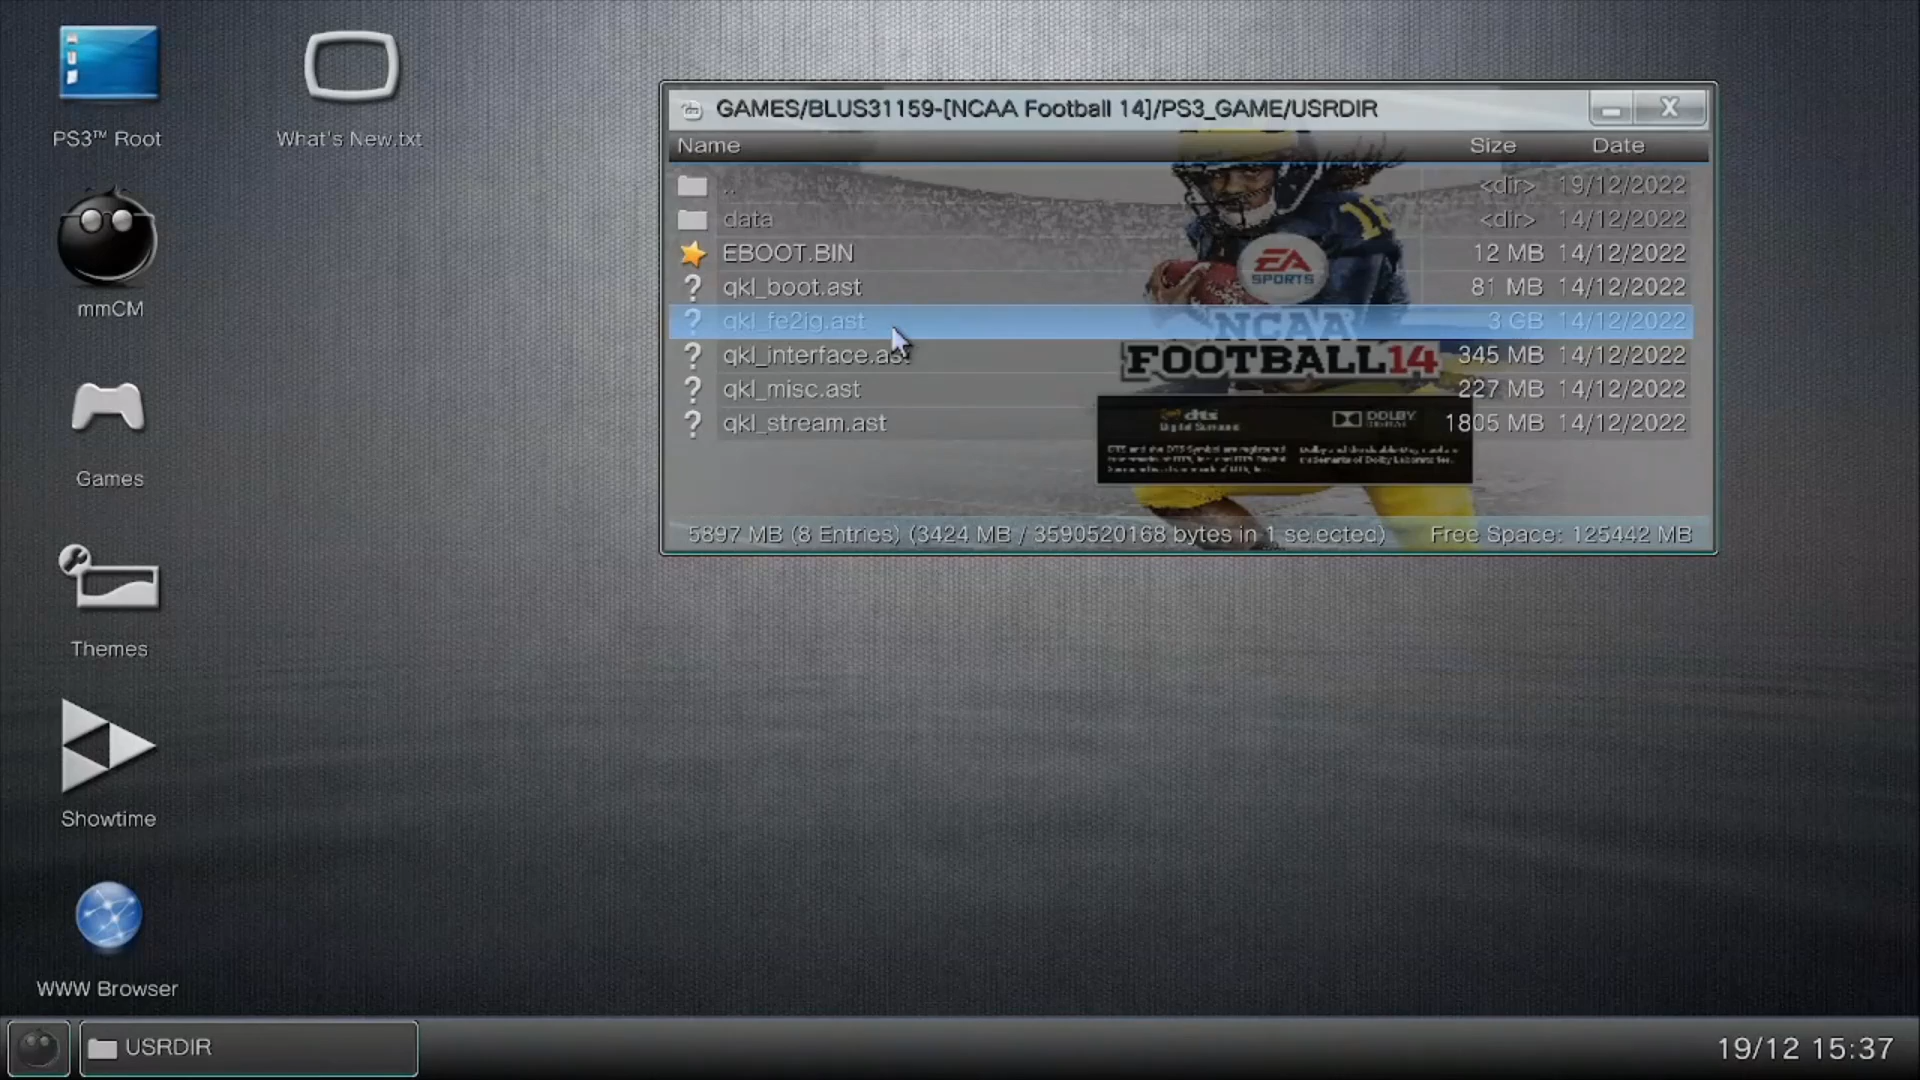 PS3™ Root
What's New.txt
mmCM
Games
Themes
Showtime
WWW Browser
GAMES/BLUS31159-[NCAA Football 14]/PS3_GAME/USRDIR
X
Name Size Date
.. <dir> 19/12/2022
data <dir> 14/12/2022
EBOOT.BIN 12 MB 14/12/2022
qkl_boot.ast 81 MB 14/12/2022
qkl_fe2ig.ast 3 GB 14/12/2022
qkl_interface.ast 345 MB 14/12/2022
qkl_misc.ast 227 MB 14/12/2022
qkl_stream.ast 1805 MB 14/12/2022
EA
SPORTS
NCAA
FOOTBALL14
dts
Digital Surround
DOLBY
5897 MB (8 Entries) (3424 MB / 3590520168 bytes in 1 selected) Free Space: 125442 MB
USRDIR
19/12 15:37